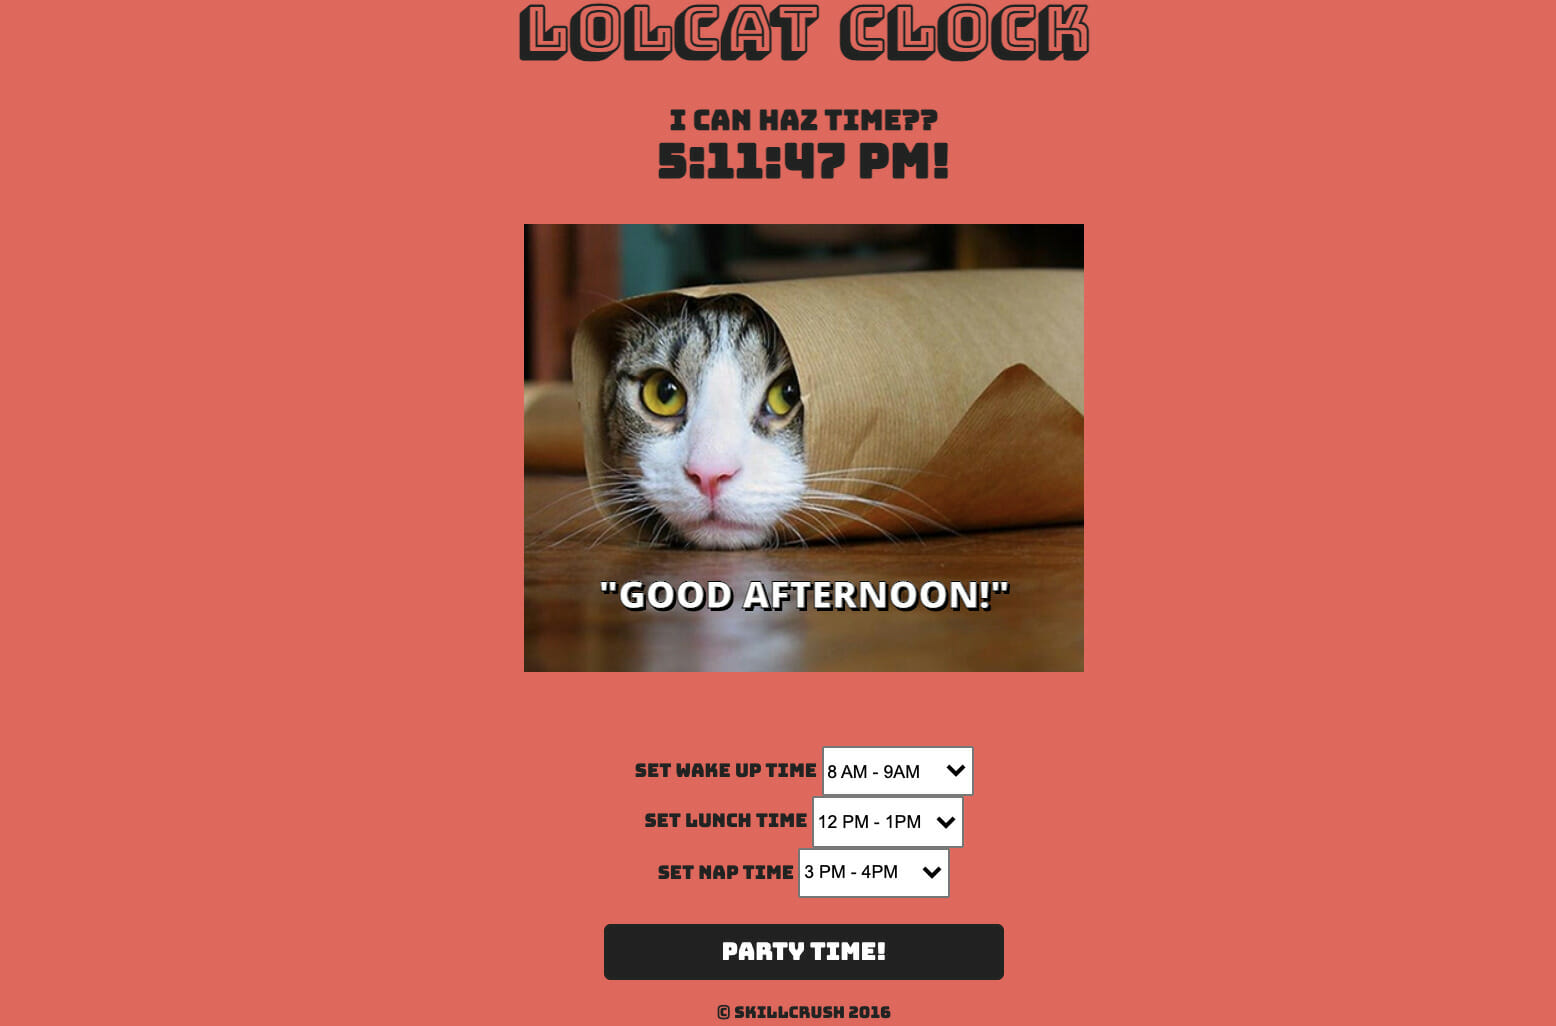 LOLCAT CLOCK
I CAN HAZ TIME??
5:11:47 PM!
"GOOD AFTERNOON!"
SET WAKE UP TIME 8 AM - 9AM
SET LUNCH TIME 12 PM - 1PM
SET NAP TIME 3 PM - 4PM
PARTY TIME!
© SKILLCRUSH 2016